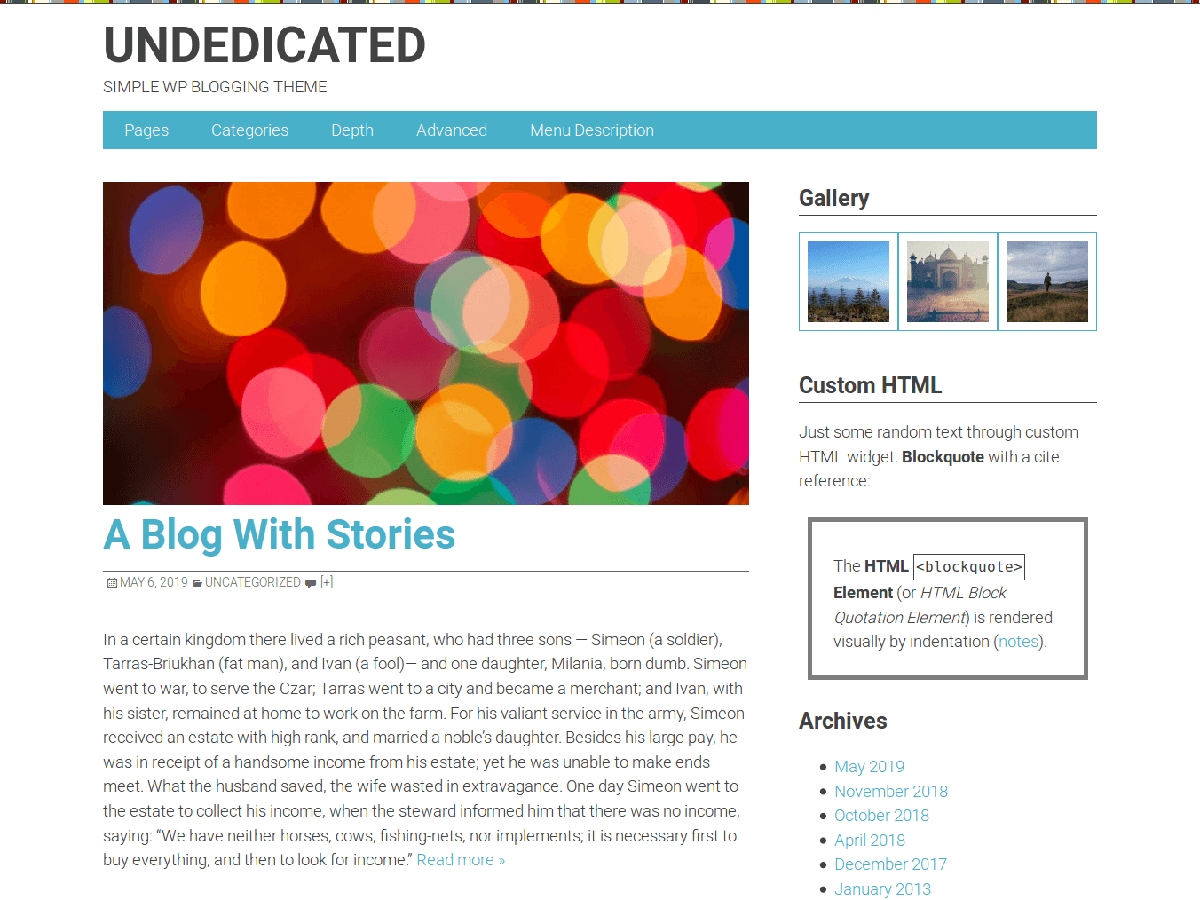 UNDEDICATED
SIMPLE WP BLOGGING THEME
Pages Categories Depth Advanced Menu Description
A Blog With Stories
MAY 6, 2019 UNCATEGORIZED [+]
In a certain kingdom there lived a rich peasant, who had three sons — Simeon (a soldier),
Tarras-Briukhan (fat man), and Ivan (a fool)— and one daughter, Milania, born dumb. Simeon
went to war, to serve the Czar; Tarras went to a city and became a merchant; and Ivan, with
his sister, remained at home to work on the farm. For his valiant service in the army, Simeon
received an estate with high rank, and married a noble’s daughter. Besides his large pay, he
was in receipt of a handsome income from his estate; yet he was unable to make ends
meet. What the husband saved, the wife wasted in extravagance. One day Simeon went to
the estate to collect his income, when the steward informed him that there was no income,
saying: “We have neither horses, cows, fishing-nets, nor implements; it is necessary first to
buy everything, and then to look for income.” Read more »
Gallery
Custom HTML
Just some random text through custom
HTML widget. Blockquote with a cite
reference:
The HTML <blockquote>
Element (or HTML Block
Quotation Element) is rendered
visually by indentation (notes).
Archives
May 2019
November 2018
October 2018
April 2018
December 2017
January 2013